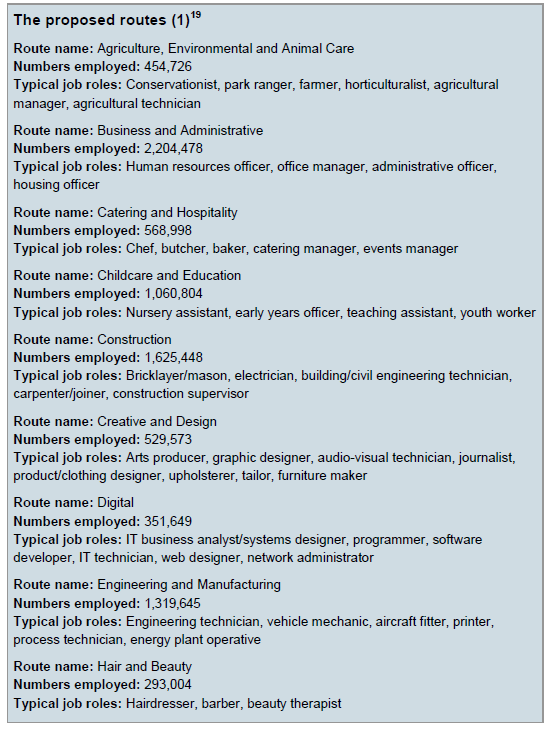 The proposed routes (1)19
Route name: Agriculture, Environmental and Animal Care
Numbers employed: 454,726
Typical job roles: Conservationist, park ranger, farmer, horticulturalist, agricultural
manager, agricultural technician
Route name: Business and Administrative
Numbers employed: 2,204,478
Typical job roles: Human resources officer, office manager, administrative officer,
housing officer
Route name: Catering and Hospitality
Numbers employed: 568,998
Typical job roles: Chef, butcher, baker, catering manager, events manager
Route name: Childcare and Education
Numbers employed: 1,060,804
Typical job roles: Nursery assistant, early years officer, teaching assistant, youth worker
Route name: Construction
Numbers employed: 1,625,448
Typical job roles: Bricklayer/mason, electrician, building/civil engineering technician,
carpenter/joiner, construction supervisor
Route name: Creative and Design
Numbers employed: 529,573
Typical job roles: Arts producer, graphic designer, audio-visual technician, journalist,
product/clothing designer, upholsterer, tailor, furniture maker
Route name: Digital
Numbers employed: 351,649
Typical job roles: IT business analyst/systems designer, programmer, software
developer, IT technician, web designer, network administrator
Route name: Engineering and Manufacturing
Numbers employed: 1,319,645
Typical job roles: Engineering technician, vehicle mechanic, aircraft fitter, printer,
process technician, energy plant operative
Route name: Hair and Beauty
Numbers employed: 293,004
Typical job roles: Hairdresser, barber, beauty therapist